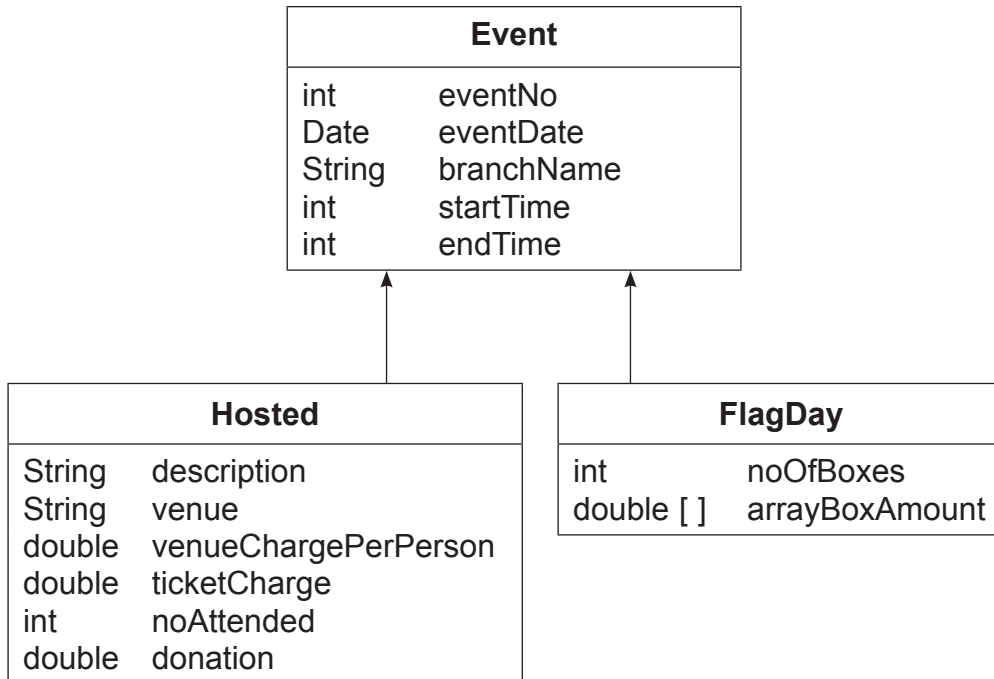 Event
int eventNo
Date eventDate
String branchName
int startTime
int endTime
Hosted
String description
String venue
double venueChargePerPerson
double ticketCharge
int noAttended
double donation
FlagDay
int noOfBoxes
double [ ] arrayBoxAmount